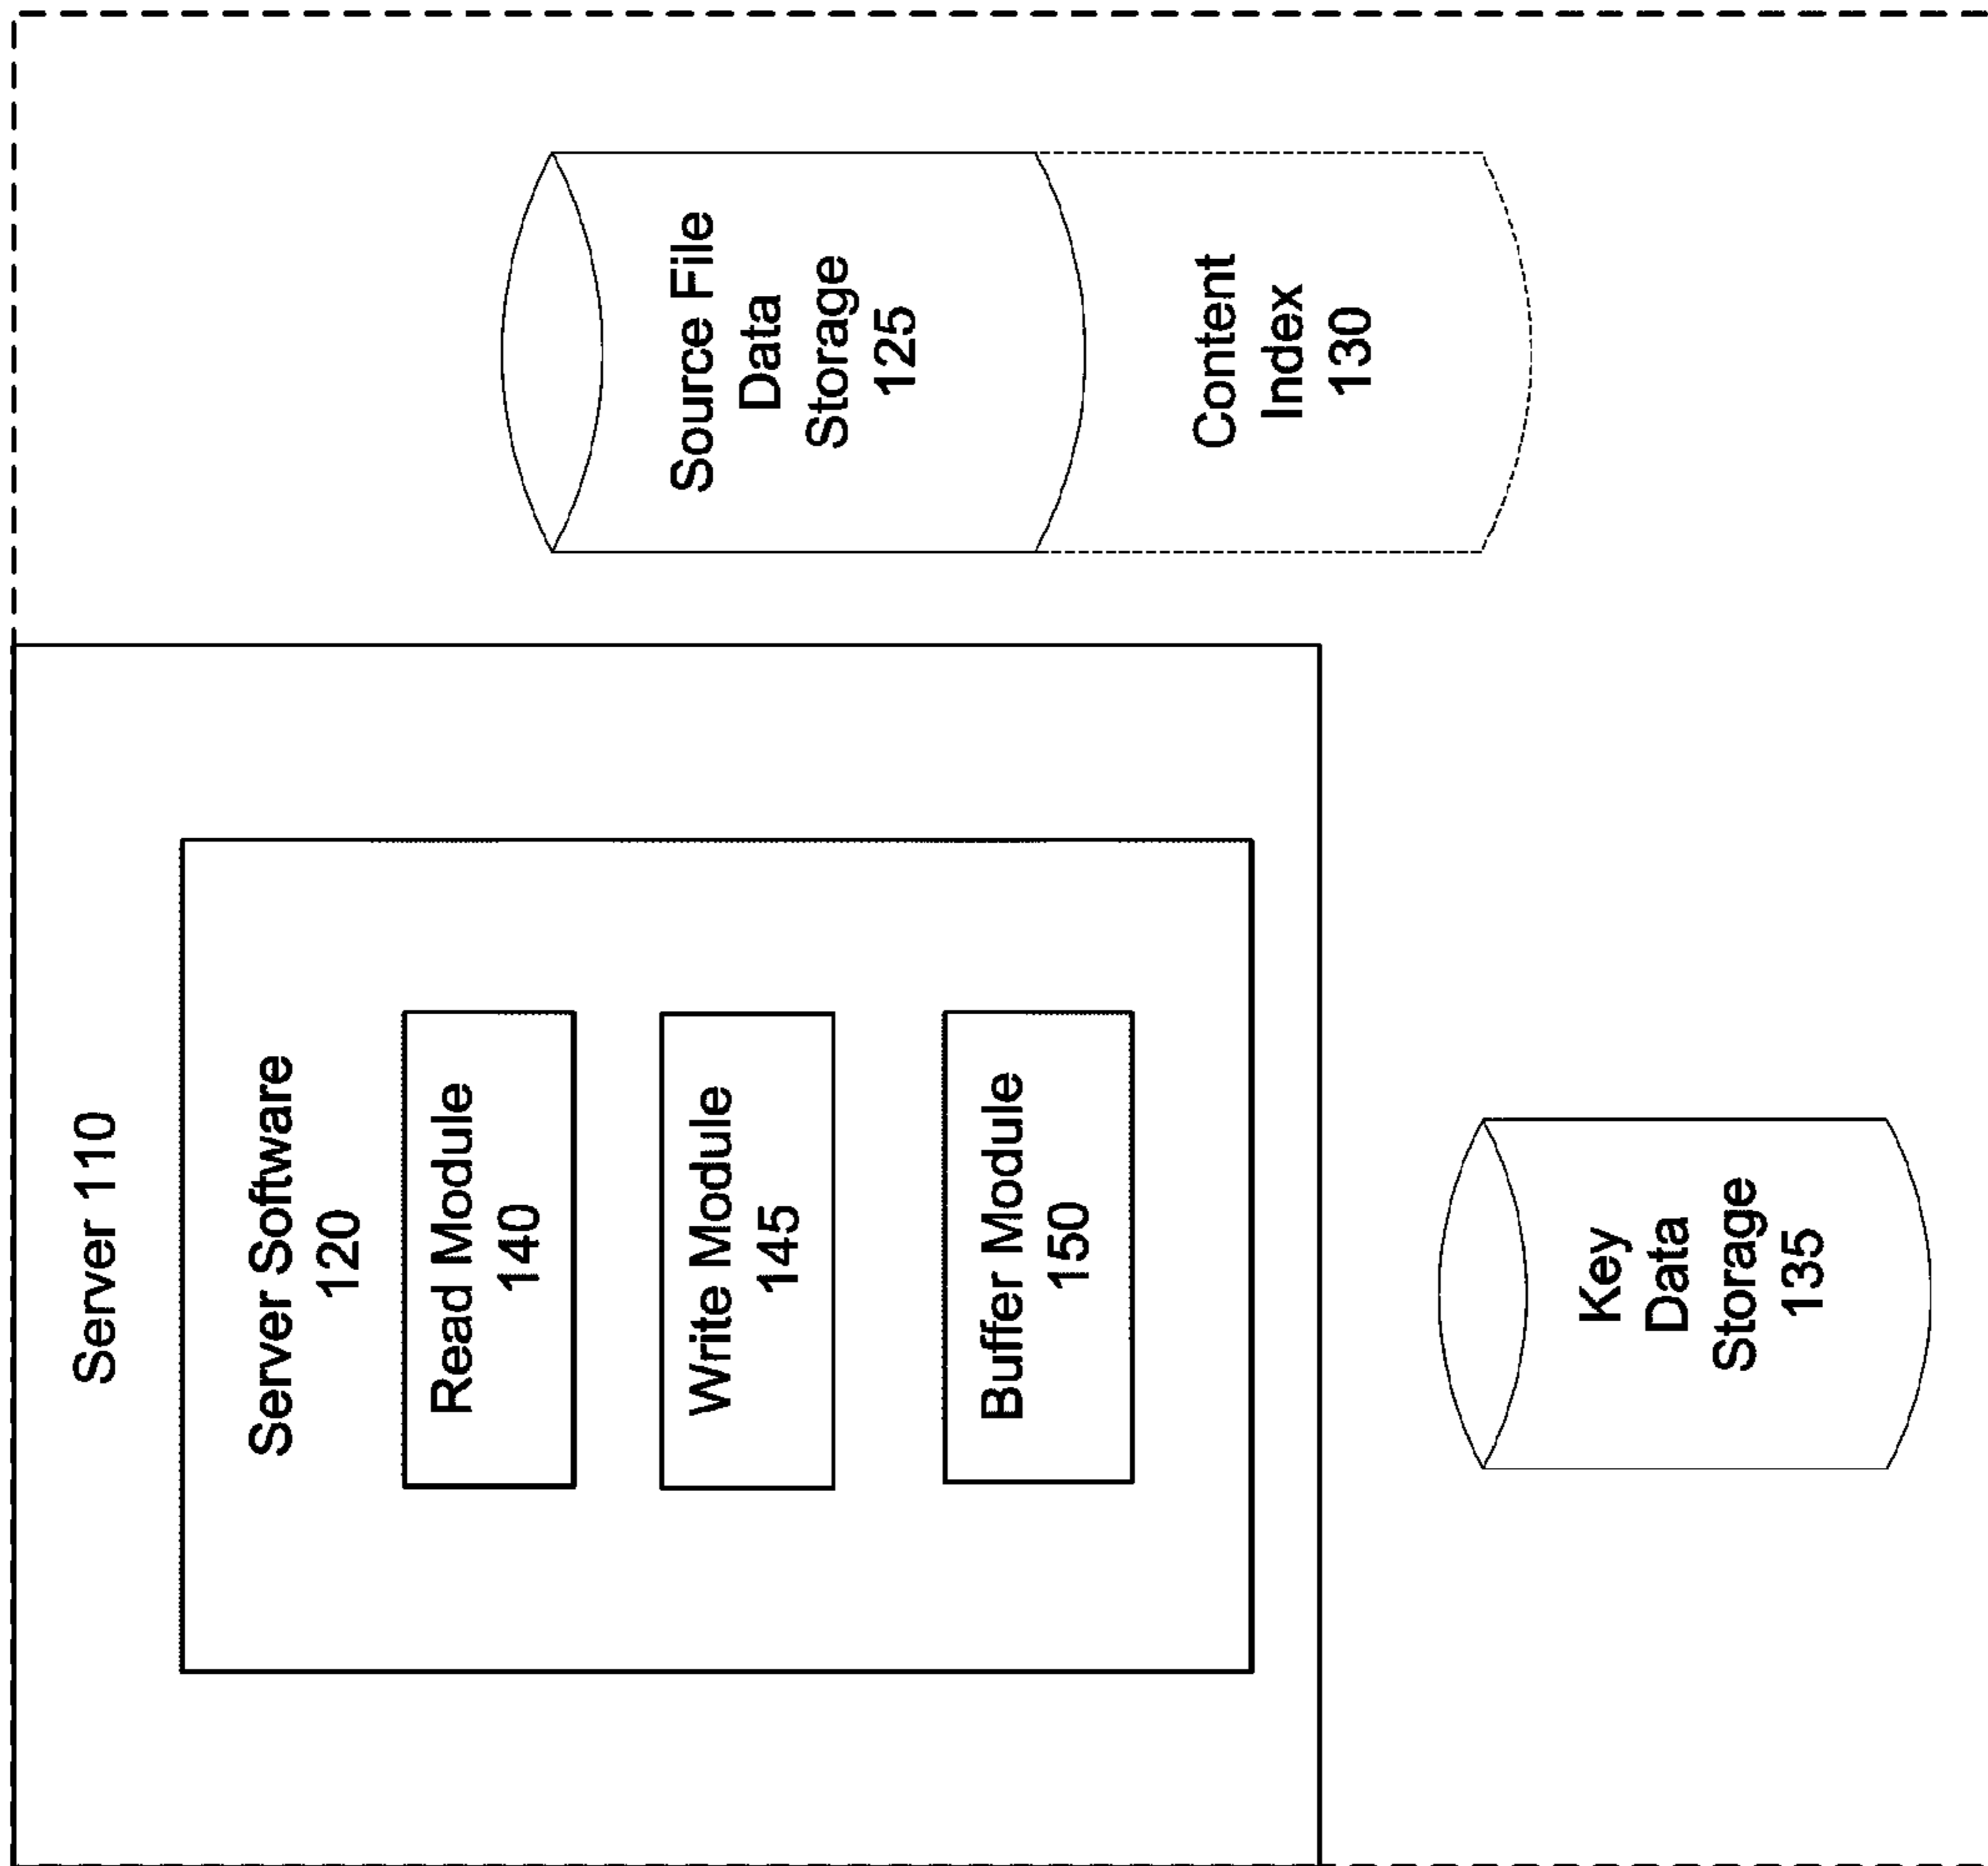 Server 110
Server Software
120
Read Module
140
Write Module
145
Buffer Module
150
Source File
Data
Storage
125
Content
Index
130
Key
Data
Storage
135